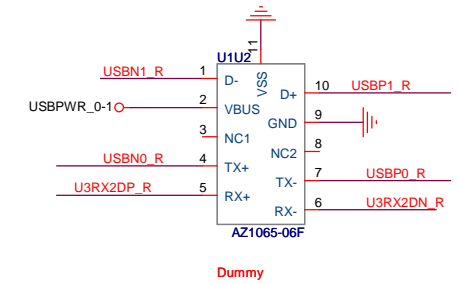 U1U2
11
VSS
USBN1_R 1 D- D+ 10 USBP1_R
USBPWR_0-1 2 VBUS GND 9
3 NC1 NC2 8
USBN0_R 4 TX+ TX- 7 USBP0_R
U3RX2DP_R 5 RX+ RX- 6 U3RX2DN_R
AZ1065-06F
Dummy